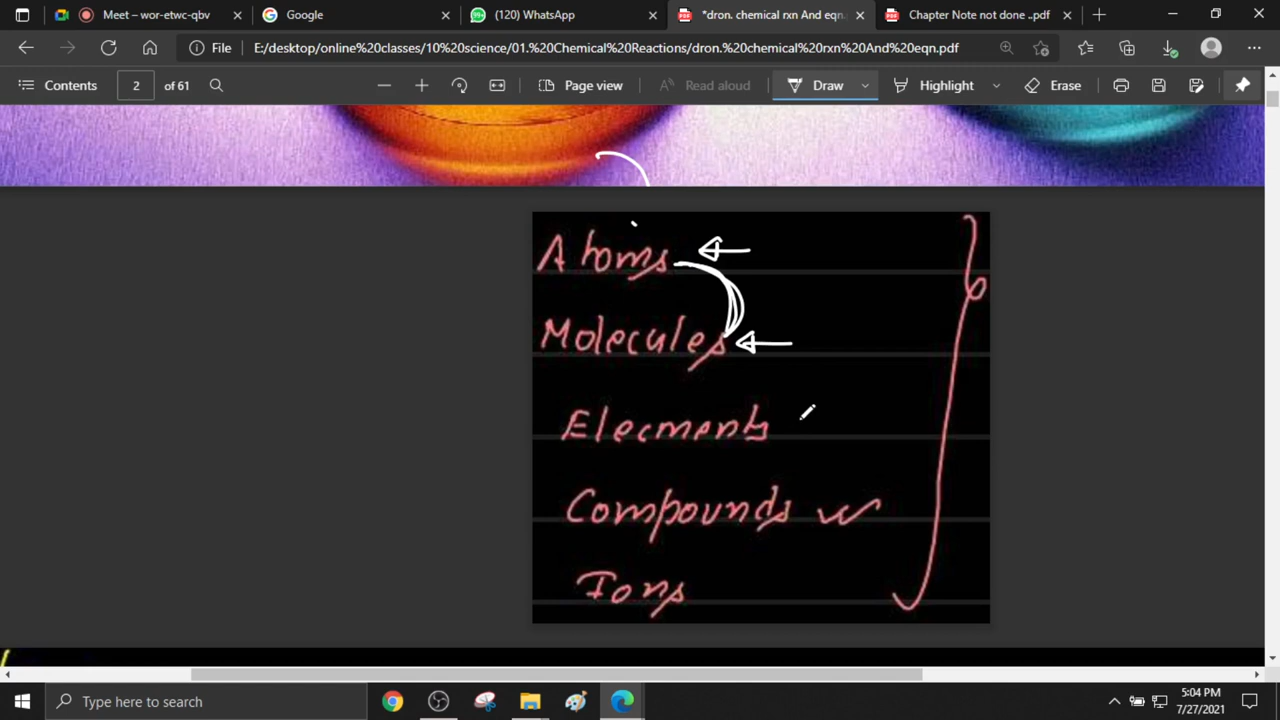 Meet – wor-etwc-qbv
Google
(120) WhatsApp
*dron. chemical rxn And eqn.
Chapter Note not done ..pdf
File
E:/desktop/online%20classes/10%20science/01.%20Chemical%20Reactions/dron.%20chemical%20rxn%20And%20eqn.pdf
Contents
2
of 61
Page view
Read aloud
Draw
Highlight
Erase
Atoms
Molecules
Elecments
Compounds
Ions
Type here to search
5:04 PM
7/27/2021